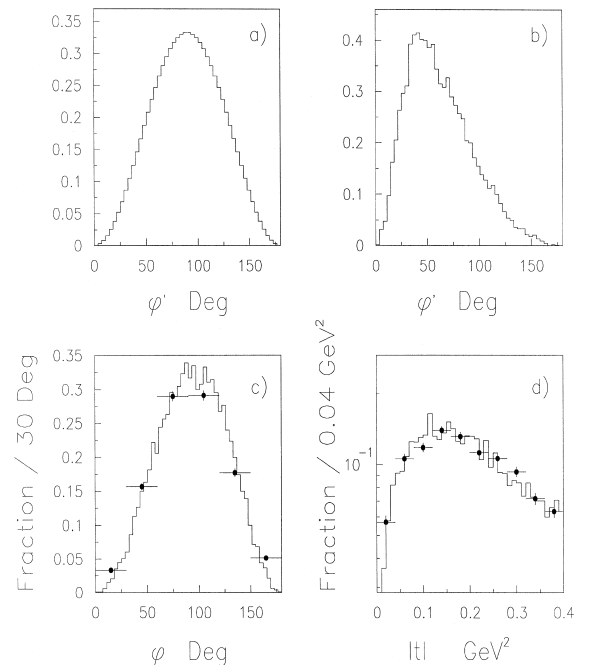 a)
0.35
0.3
0.25
0.2
0.15
0.1
0.05
0
0 50 100 150
φ' Deg
b)
0.4
0.3
0.2
0.1
0
0 50 100 150
φ' Deg
c)
Fraction / 30 Deg
0.35
0.3
0.25
0.2
0.15
0.1
0.05
0
0 50 100 150
φ Deg
d)
Fraction / 0.04 GeV²
10⁻¹
0 0.1 0.2 0.3 0.4
|t| GeV²